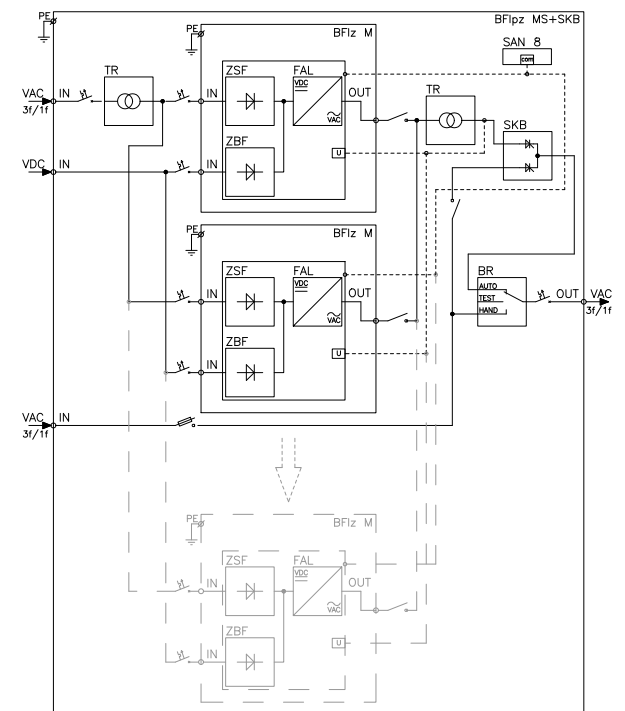 PE
BFIpz MS+SKB
PE
BFIz M
SAN 8
com
TR
ZSF
FAL
VDC
VAC
OUT
TR
VAC
3f/1f
IN
IN
SKB
ZBF
U
VDC
IN
IN
PE
BFIz M
ZSF
FAL
VDC
VAC
OUT
IN
BR
AUTO
TEST
HAND
OUT
VAC
3f/1f
ZBF
U
IN
VAC
3f/1f
IN
PE
BFIz M
ZSF
FAL
VDC
VAC
OUT
IN
ZBF
U
IN